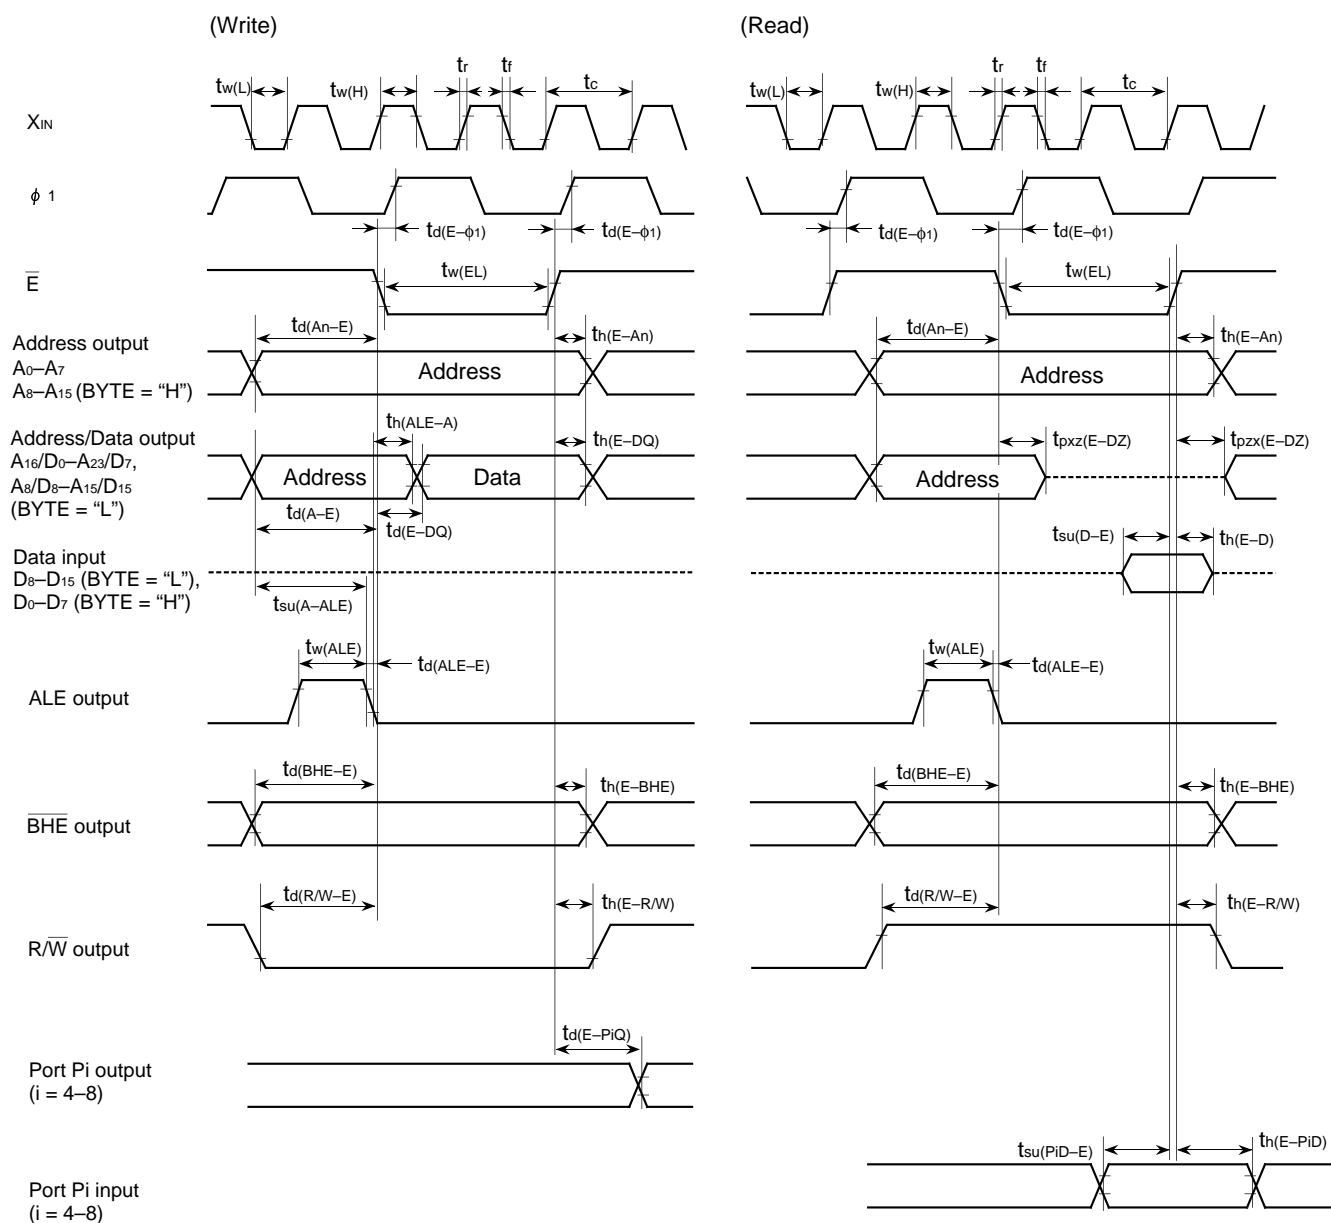 (Write) (Read)
tw(L) tw(H) tr tf tc tw(L) tw(H) tr tf tc
XIN
ϕ 1
td(E–ϕ1) td(E–ϕ1) td(E–ϕ1) td(E–ϕ1)
E̅ tw(EL) tw(EL)
td(An–E) th(E–An) td(An–E) th(E–An)
Address output
A0–A7
A8–A15 (BYTE = “H”)
Address Address
th(ALE–A) th(E–DQ) tpxz(E–DZ) tpzx(E–DZ)
Address/Data output
A16/D0–A23/D7,
A8/D8–A15/D15
(BYTE = “L”)
Address Data Address
td(A–E) td(E–DQ)
tsu(D–E) th(E–D)
Data input
D8–D15 (BYTE = “L”),
D0–D7 (BYTE = “H”)
tsu(A–ALE)
tw(ALE) td(ALE–E) tw(ALE) td(ALE–E)
ALE output
td(BHE–E) th(E–BHE) td(BHE–E) th(E–BHE)
B̅H̅E̅ output
td(R/W–E) th(E–R/W) td(R/W–E) th(E–R/W)
R/W̅ output
td(E–PiQ)
Port Pi output
(i = 4–8)
tsu(PiD–E) th(E–PiD)
Port Pi input
(i = 4–8)